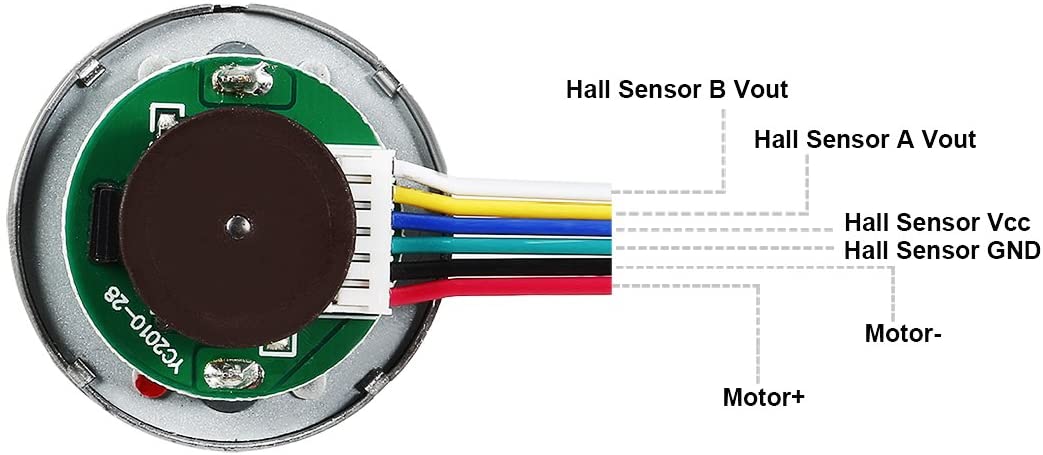 Hall Sensor B Vout
Hall Sensor A Vout
Hall Sensor Vcc
Hall Sensor GND
Motor-
Motor+
YC2010-28